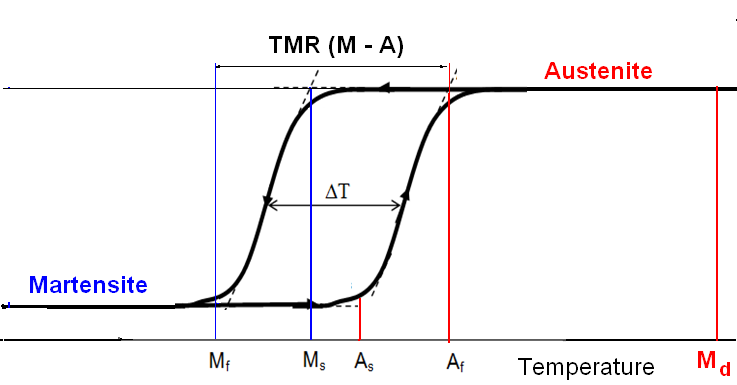 TMR (M - A)
Austenite
ΔT
Martensite
Mf Ms As Af Temperature Md